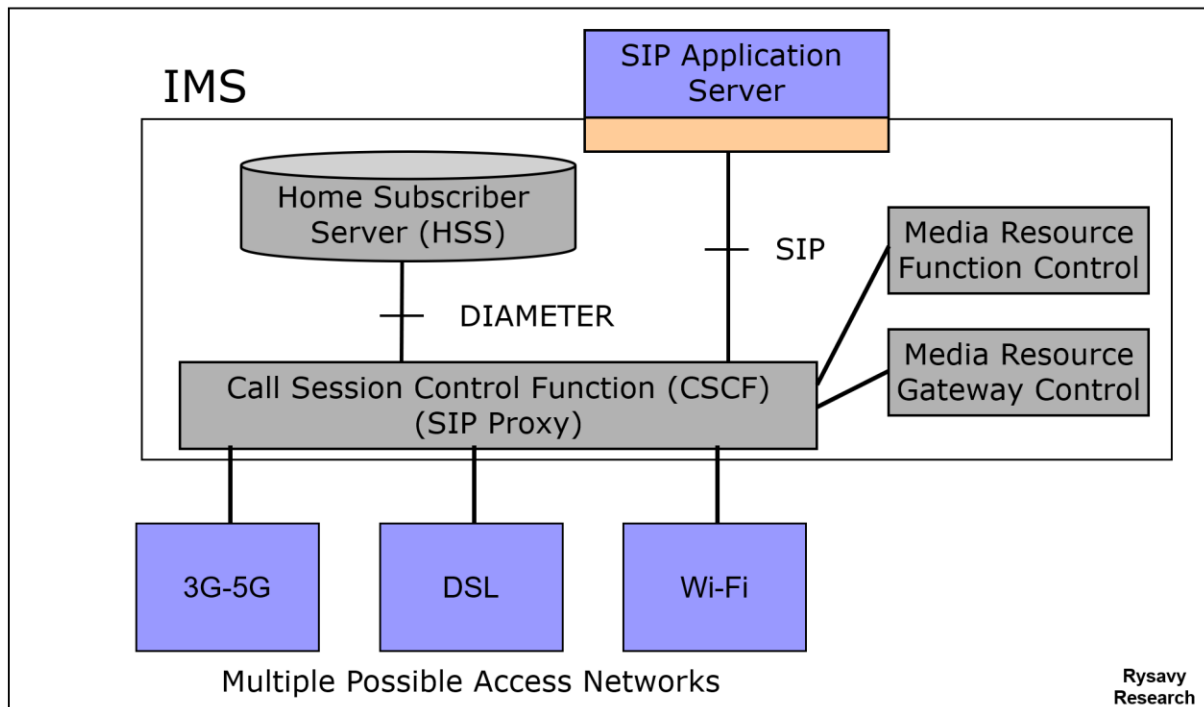 IMS
SIP Application
Server
Home Subscriber
Server (HSS)
SIP
Media Resource
Function Control
DIAMETER
Media Resource
Gateway Control
Call Session Control Function (CSCF)
(SIP Proxy)
3G-5G
DSL
Wi-Fi
Multiple Possible Access Networks
Rysavy
Research